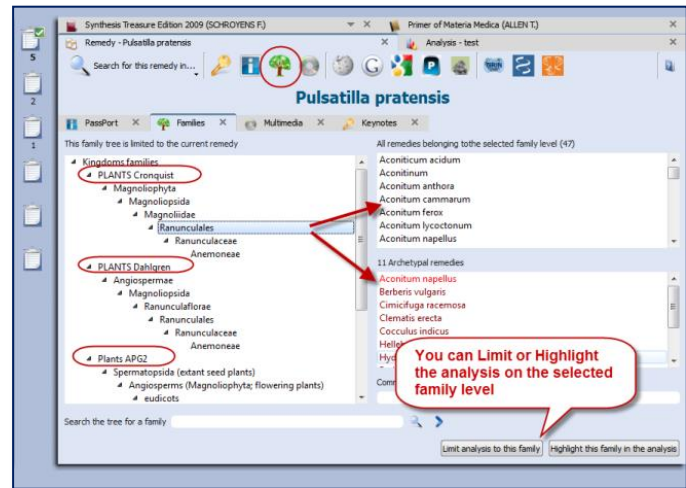 Synthesis Treasure Edition 2009 (SCHROYENS F.)
Primer of Materia Medica (ALLEN T.)
Remedy - Pulsatilla pratensis
Analysis - test
5
2
1
Search for this remedy in...
Pulsatilla pratensis
PassPort
Families
Multimedia
Keynotes
This family tree is limited to the current remedy
Kingdoms families
PLANTS Cronquist
Magnoliophyta
Magnoliopsida
Magnoliidae
Ranunculales
Ranunculaceae
Anemoneae
PLANTS Dahlgren
Angiospermae
Magnoliopsida
Ranunculaflorae
Ranunculales
Ranunculaceae
Anemoneae
Plants APG2
Spermatopsida (extant seed plants)
Angiosperms (Magnoliophyta; flowering plants)
eudicots
All remedies belonging tothe selected family level (47)
Aconiticum acidum
Aconitinum
Aconitum anthora
Aconitum cammarum
Aconitum ferox
Aconitum lycoctonum
Aconitum napellus
11 Archetypal remedies
Aconitum napellus
Berberis vulgaris
Cimicifuga racemosa
Clematis erecta
Cocculus indicus
You can Limit or Highlight
the analysis on the selected
family level
Search the tree for a family
Limit analysis to this family
Highlight this family in the analysis